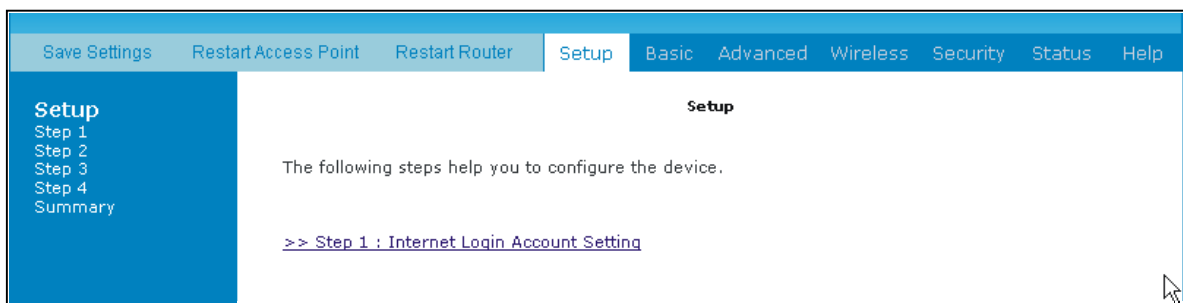 Save Settings Restart Access Point Restart Router Setup Basic Advanced Wireless Security Status Help
Setup
Step 1
Step 2
Step 3
Step 4
Summary
Setup
The following steps help you to configure the device.
>> Step 1 : Internet Login Account Setting